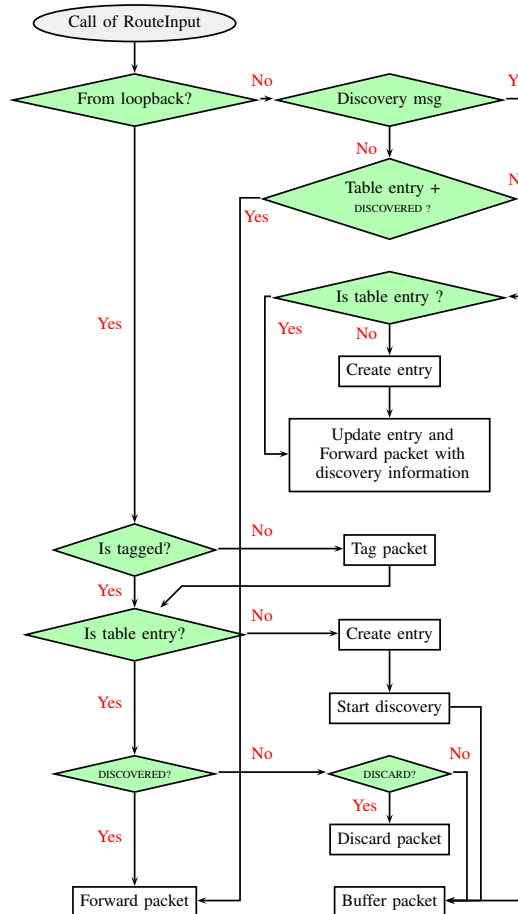 Call of RouteInput
From loopback?
No
Discovery msg
Y
No
Table entry +
DISCOVERED ?
Yes
N
Is table entry ?
Yes
Yes
No
Create entry
Update entry and
Forward packet with
discovery information
Is tagged?
No
Tag packet
Yes
Is table entry?
No
Create entry
Yes
Start discovery
DISCOVERED?
No
DISCARD?
No
Yes
Yes
Discard packet
Forward packet
Buffer packet